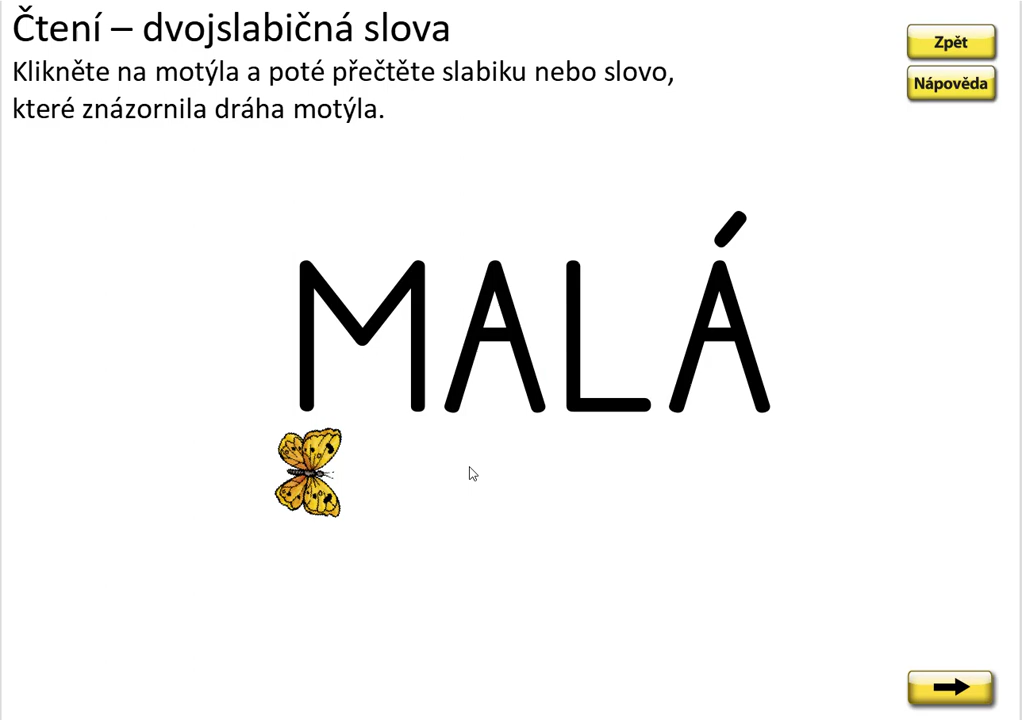 Čtení – dvojslabičná slova
Klikněte na motýla a poté přečtěte slabiku nebo slovo,
které znázornila dráha motýla.
Zpět
Nápověda
MALÁ